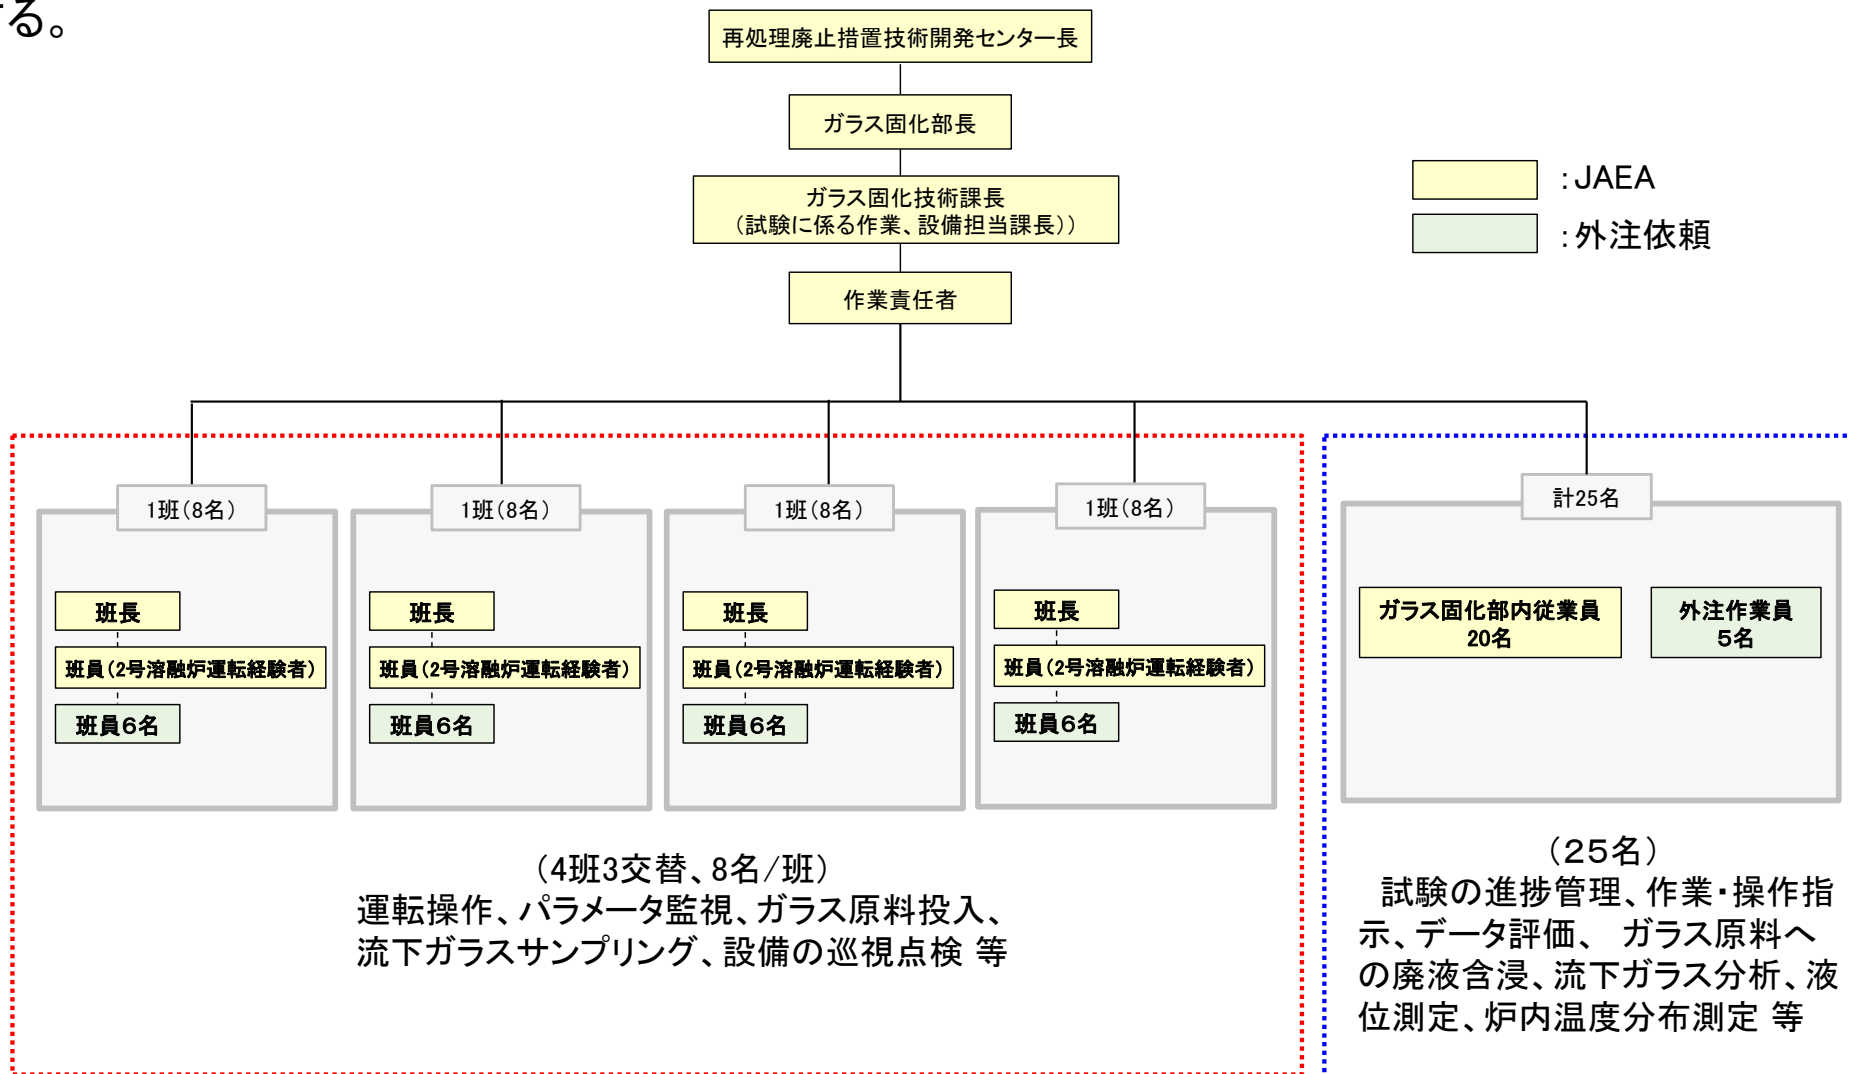 する。
再処理廃止措置技術開発センター長
ガラス固化部長
ガラス固化技術課長
（試験に係る作業、設備担当課長））
作業責任者
：JAEA
：外注依頼
1班（8名）
班長
班員（2号溶融炉運転経験者）
班員６名
1班（8名）
班長
班員（2号溶融炉運転経験者）
班員６名
1班（8名）
班長
班員（2号溶融炉運転経験者）
班員６名
1班（8名）
班長
班員（2号溶融炉運転経験者）
班員６名
計25名
ガラス固化部内従業員
20名
外注作業員
５名
（4班3交替、8名/班）
運転操作、パラメータ監視、ガラス原料投入、
流下ガラスサンプリング、設備の巡視点検 等
（２５名）
試験の進捗管理、作業・操作指
示、データ評価、 ガラス原料へ
の廃液含浸、流下ガラス分析、液
位測定、炉内温度分布測定 等